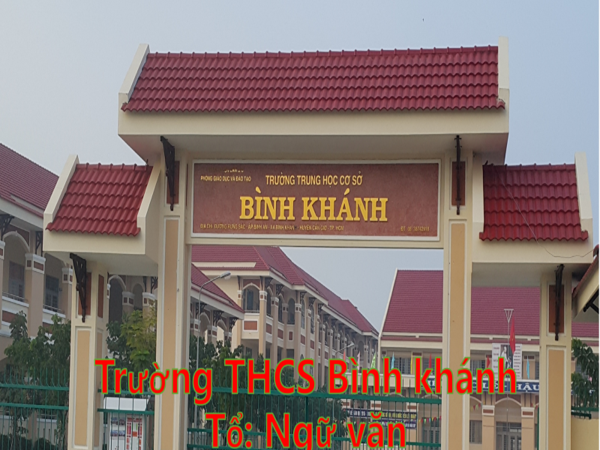 PHÒNG GIÁO DỤC VÀ ĐÀO TẠO
TRƯỜNG TRUNG HỌC CƠ SỞ
BÌNH KHÁNH
Trường THCS Bình khánh
Tổ: Ngữ văn